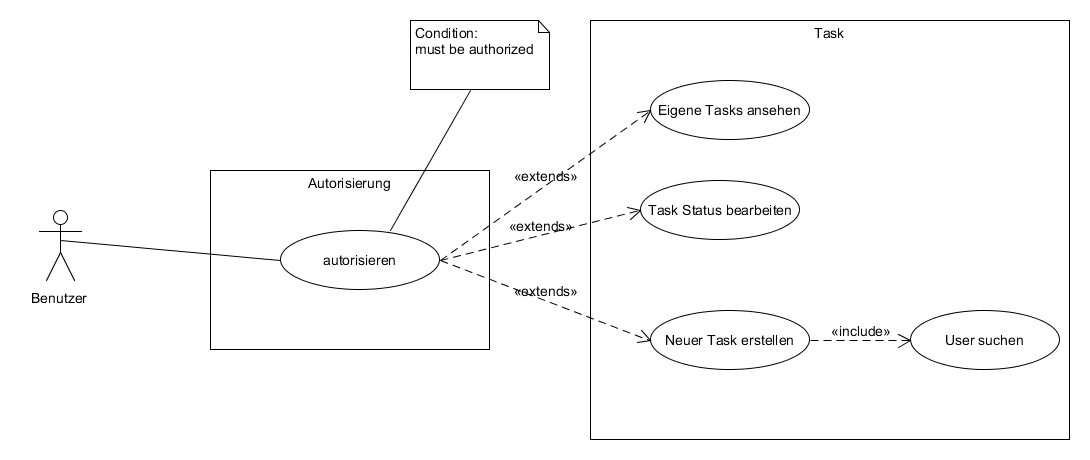 Condition:
must be authorized
Task
Eigene Tasks ansehen
«extends»
Autorisierung
Task Status bearbeiten
«extends»
autorisieren
Benutzer
«extends»
Neuer Task erstellen
«include»
User suchen